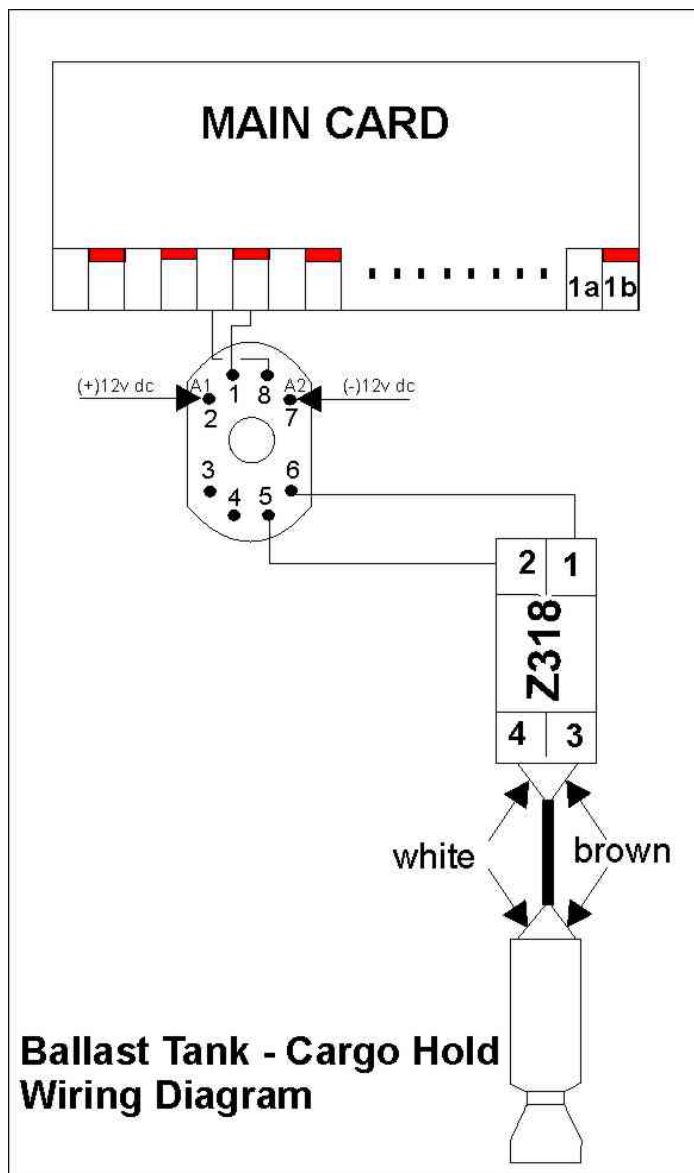 MAIN CARD
1a 1b
(+)12v dc A1 1 8 A2 (-)12v dc
2 7
3 6
4 5
2 1
Z318
4 3
white brown
Ballast Tank - Cargo Hold
Wiring Diagram